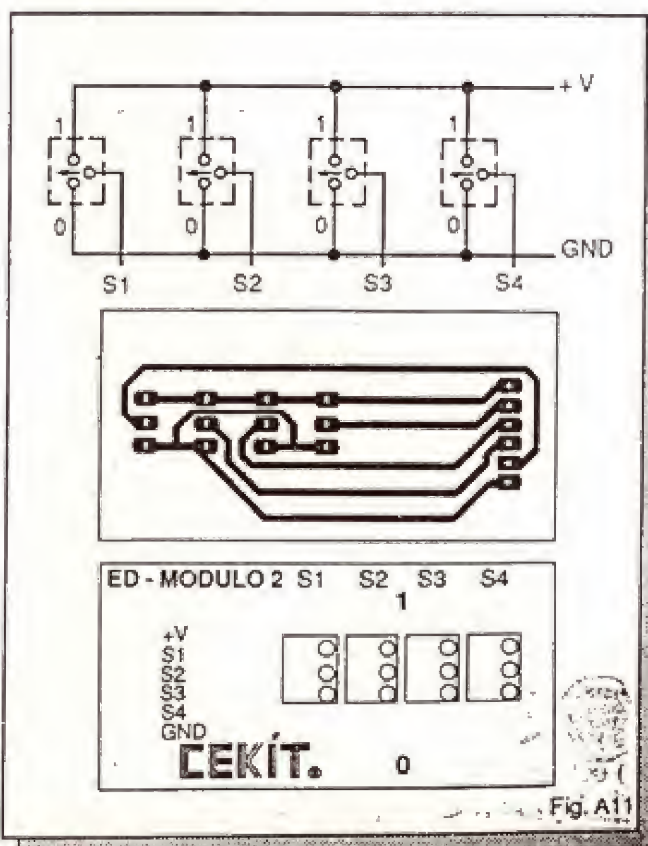 + V
1 1 1 1
0 0 0 0
GND
S1 S2 S3 S4
ED - MODULO 2 S1 S2 S3 S4
1
+V
S1
S2
S3
S4
GND
CEKÍT®
0
Fig. A11